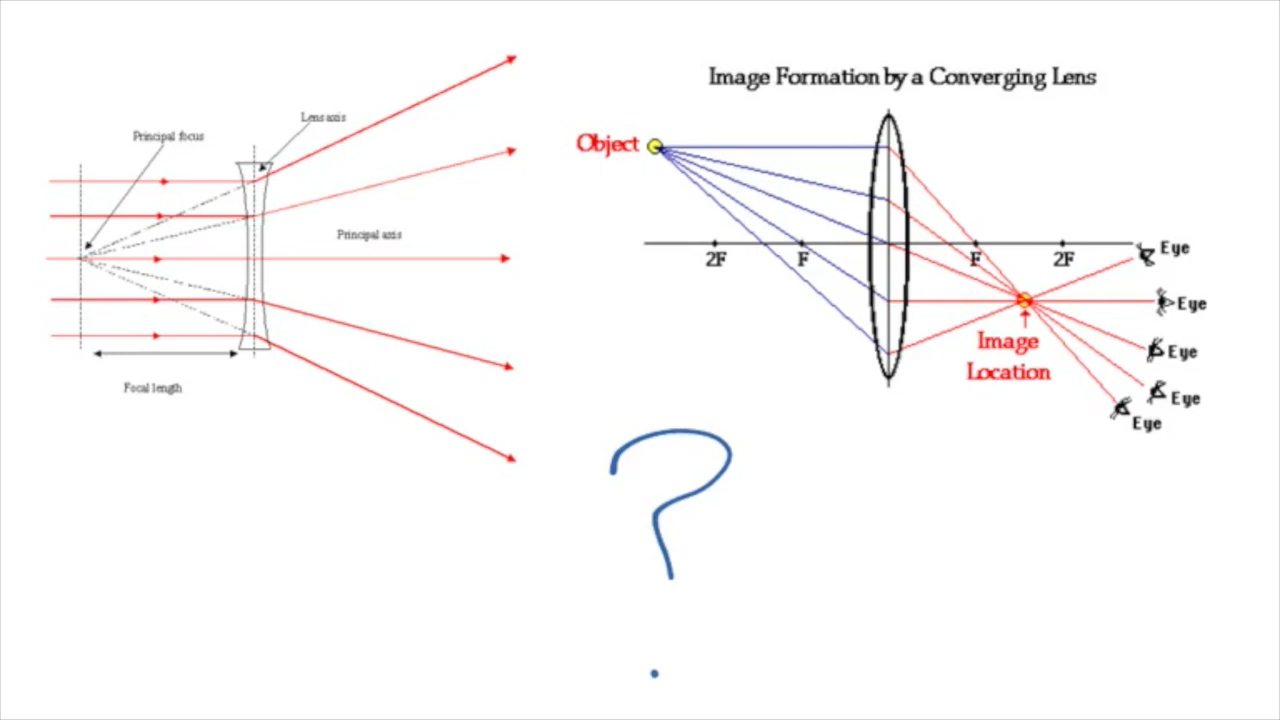 Principal focus
Lens axis
Principal axis
Focal length
Image Formation by a Converging Lens
Object
2F
F
F
2F
Eye
Eye
Eye
Eye
Eye
Image
Location
?